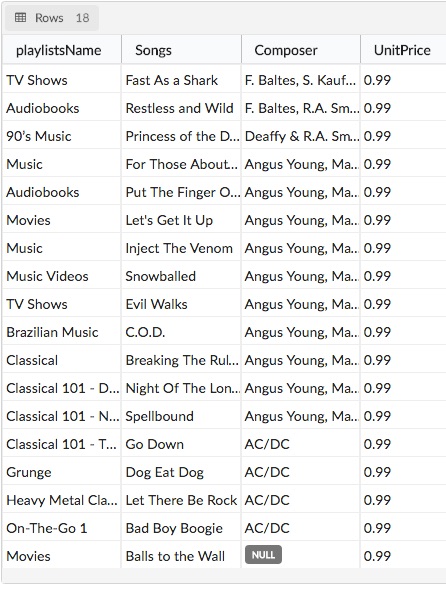 Rows 18
playlistsName Songs Composer UnitPrice
TV Shows Fast As a Shark F. Baltes, S. Kauf... 0.99
Audiobooks Restless and Wild F. Baltes, R.A. Sm... 0.99
90’s Music Princess of the D... Deaffy & R.A. Sm... 0.99
Music For Those About... Angus Young, Ma... 0.99
Audiobooks Put The Finger O... Angus Young, Ma... 0.99
Movies Let's Get It Up Angus Young, Ma... 0.99
Music Inject The Venom Angus Young, Ma... 0.99
Music Videos Snowballed Angus Young, Ma... 0.99
TV Shows Evil Walks Angus Young, Ma... 0.99
Brazilian Music C.O.D. Angus Young, Ma... 0.99
Classical Breaking The Rul... Angus Young, Ma... 0.99
Classical 101 - D... Night Of The Lon... Angus Young, Ma... 0.99
Classical 101 - N... Spellbound Angus Young, Ma... 0.99
Classical 101 - T... Go Down AC/DC 0.99
Grunge Dog Eat Dog AC/DC 0.99
Heavy Metal Cla... Let There Be Rock AC/DC 0.99
On-The-Go 1 Bad Boy Boogie AC/DC 0.99
Movies Balls to the Wall NULL 0.99